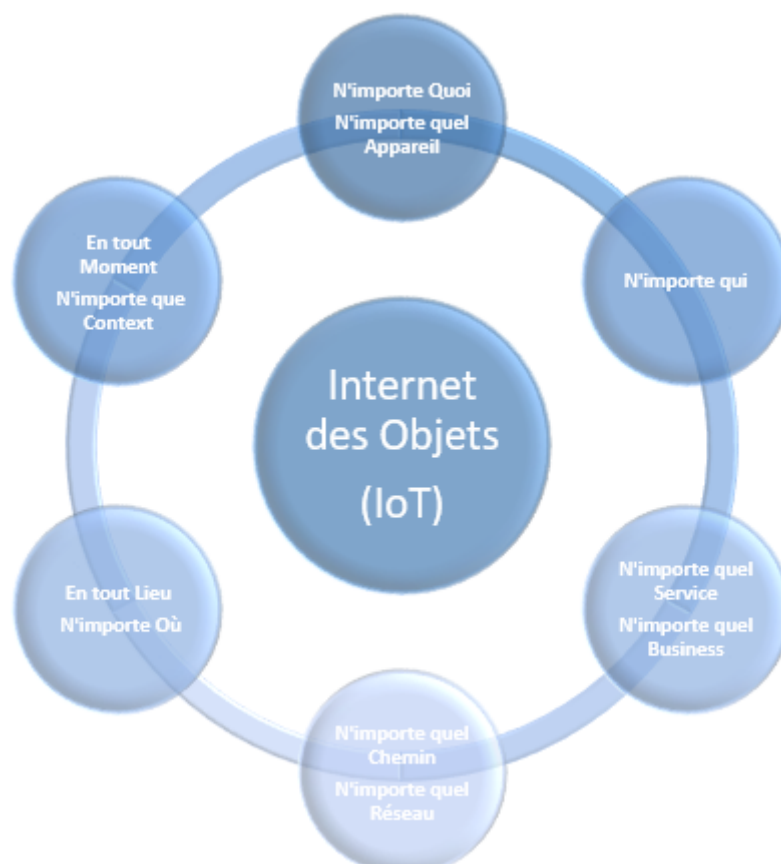 N'importe Quoi
N'importe quel
Appareil
N'importe qui
N'importe quel
Service
N'importe quel
Business
N'importe quel
Chemin
N'importe quel
Réseau
En tout Lieu
N'importe Où
En tout
Moment
N'importe que
Context
Internet
des Objets
(IoT)